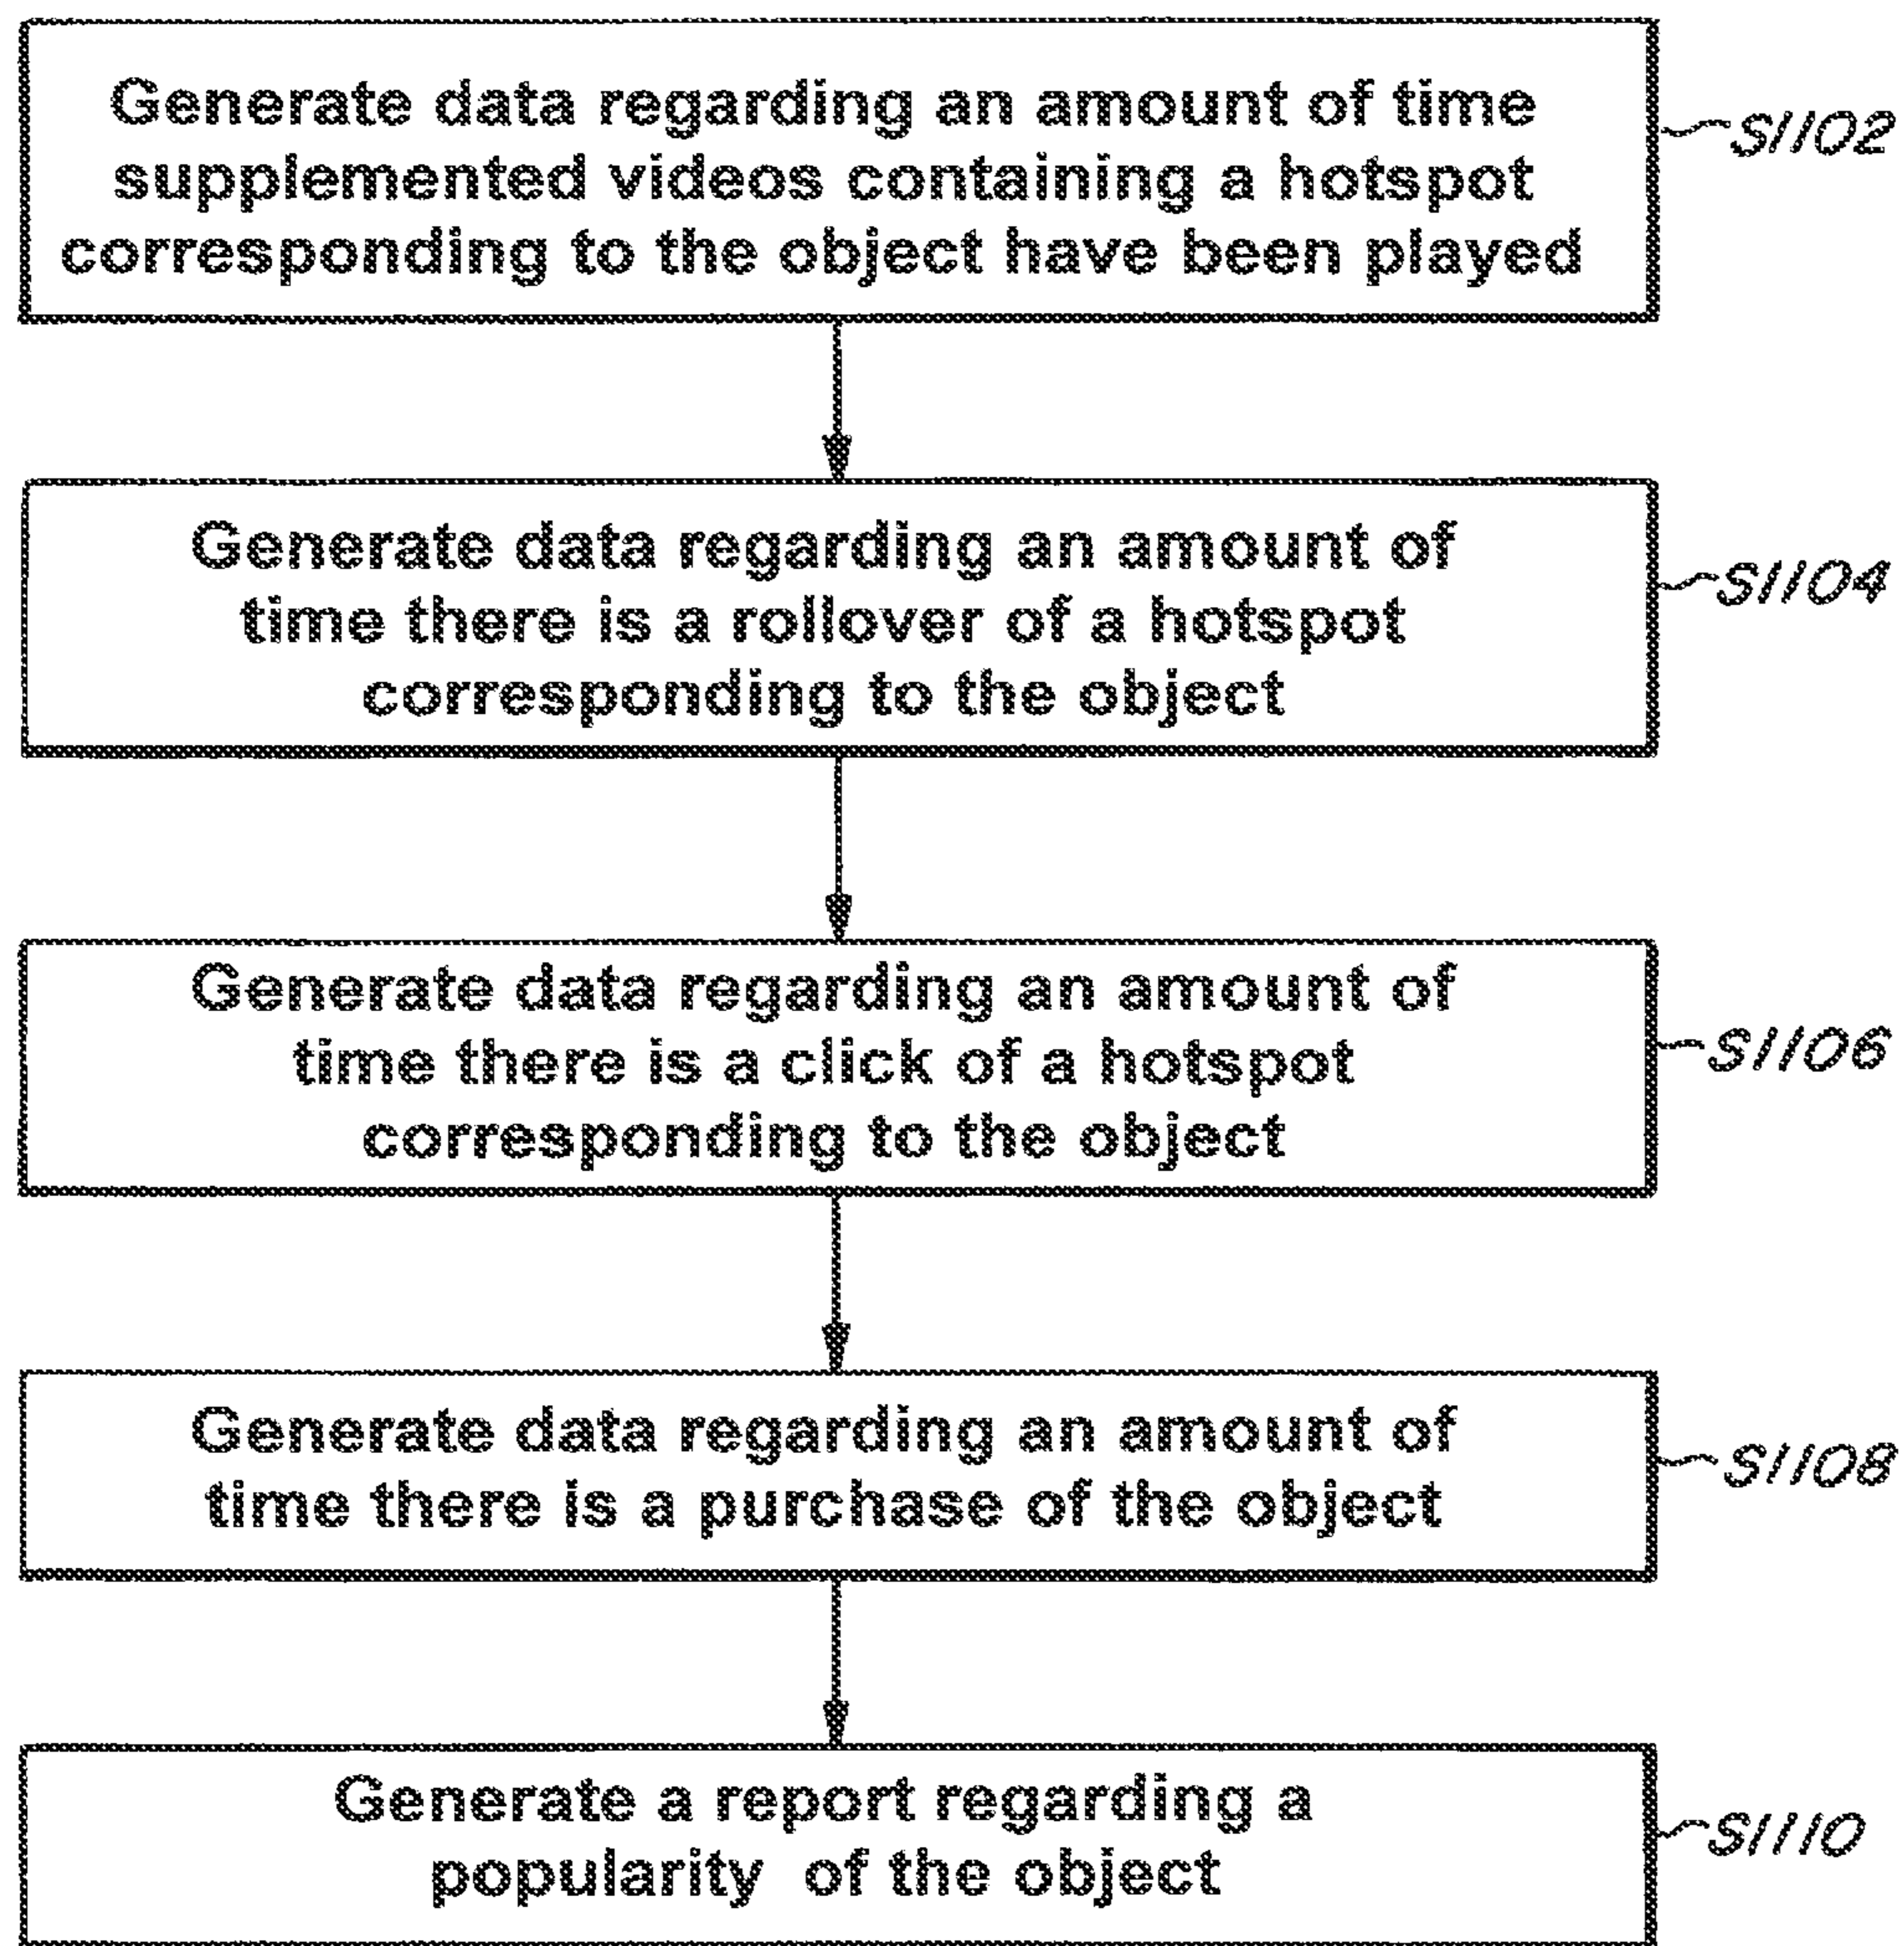 Generate data regarding an amount of time
supplemented videos containing a hotspot
corresponding to the object have been played
S1102
Generate data regarding an amount of
time there is a rollover of a hotspot
corresponding to the object
S1104
Generate data regarding an amount of
time there is a click of a hotspot
corresponding to the object
S1106
Generate data regarding an amount of
time there is a purchase of the object
S1108
Generate a report regarding a
popularity of the object
S1110